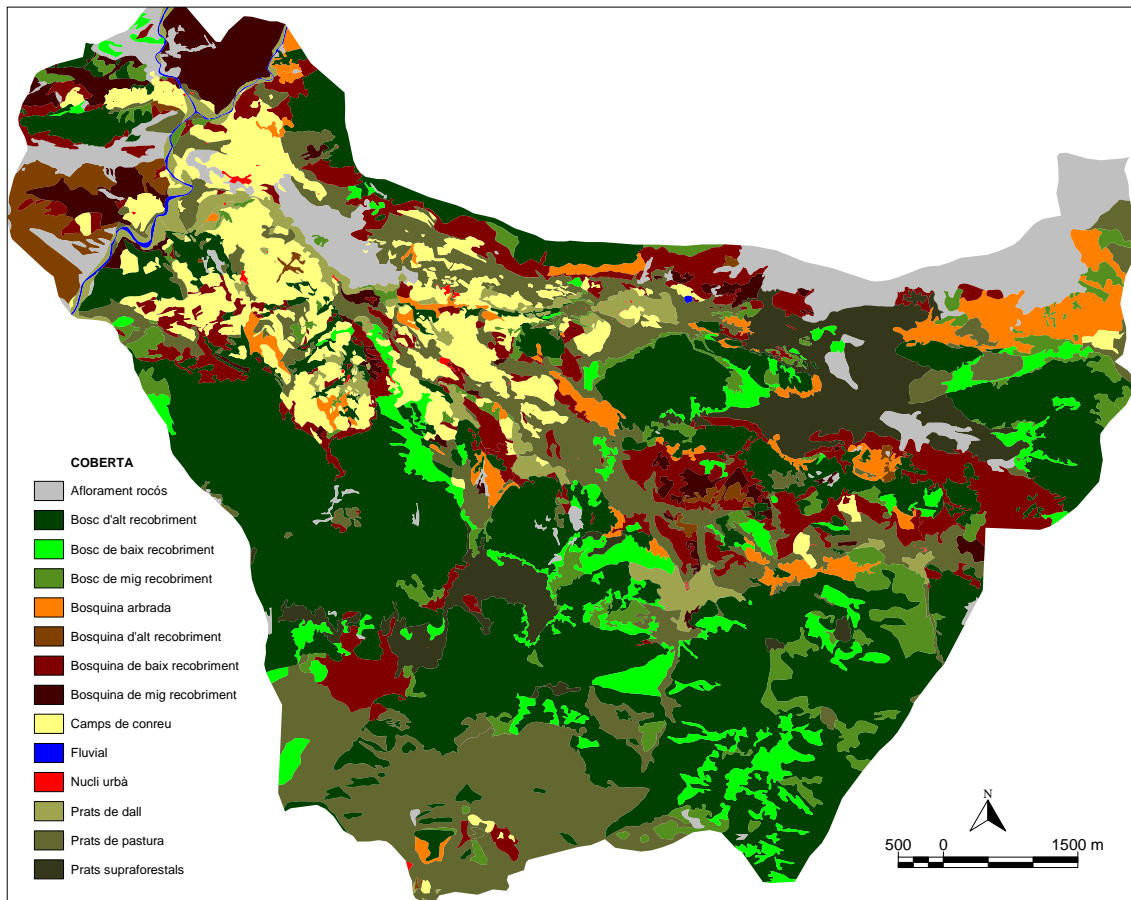 COBERTA
Aflorament rocós
Bosc d'alt recobriment
Bosc de baix recobriment
Bosc de mig recobriment
Bosquina arbrada
Bosquina d'alt recobriment
Bosquina de baix recobriment
Bosquina de mig recobriment
Camps de conreu
Fluvial
Nucli urbà
Prats de dall
Prats de pastura
Prats supraforestals
N
500 0 1500 m